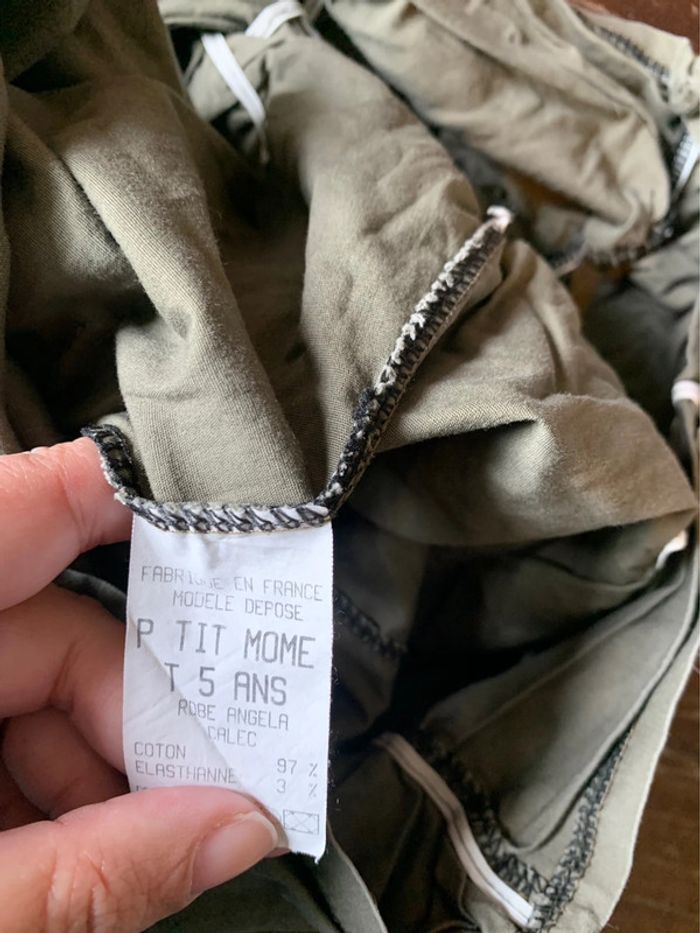 FABRIQUE EN FRANCE
MODELE DEPOSE
P TIT MOME
T 5 ANS
ROBE ANGELA
CALEC
COTON 97 %
ELASTHANNE 3 %